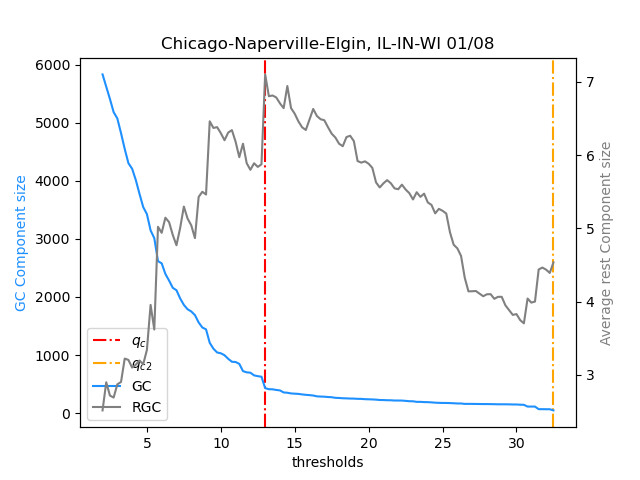 Chicago-Naperville-Elgin, IL-IN-WI 01/08
6000
5000
4000
3000
2000
1000
0
GC Component size
7
6
5
4
3
Average rest Component size
q_c
q_c2
GC
RGC
5 10 15 20 25 30
thresholds